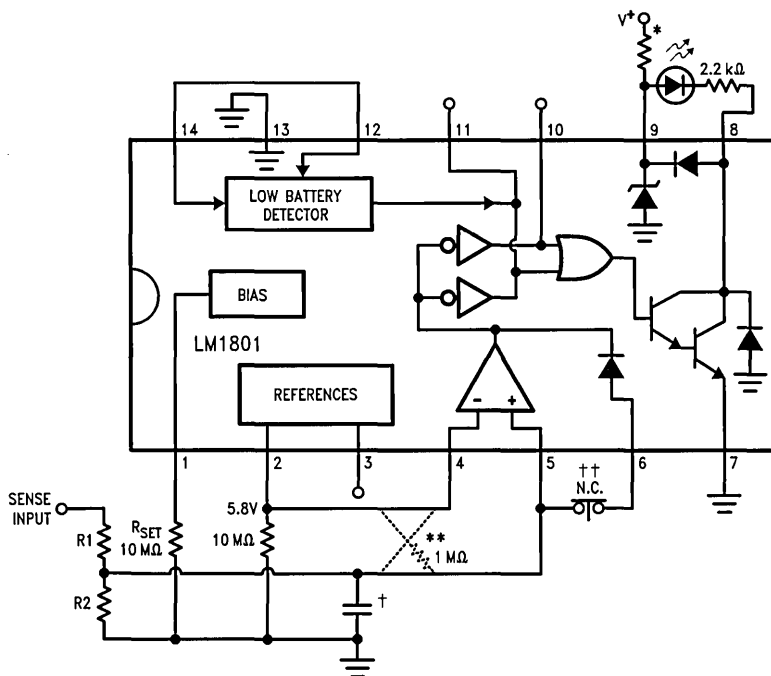 V+
*
2.2 kΩ
14
13
12
11
10
9
8
LOW BATTERY
DETECTOR
BIAS
LM1801
REFERENCES
-
+
1
2
3
4
5
6
7
††
N.C.
SENSE
INPUT
5.8V
R1
RSET
10 MΩ
10 MΩ
**
1 MΩ
R2
†